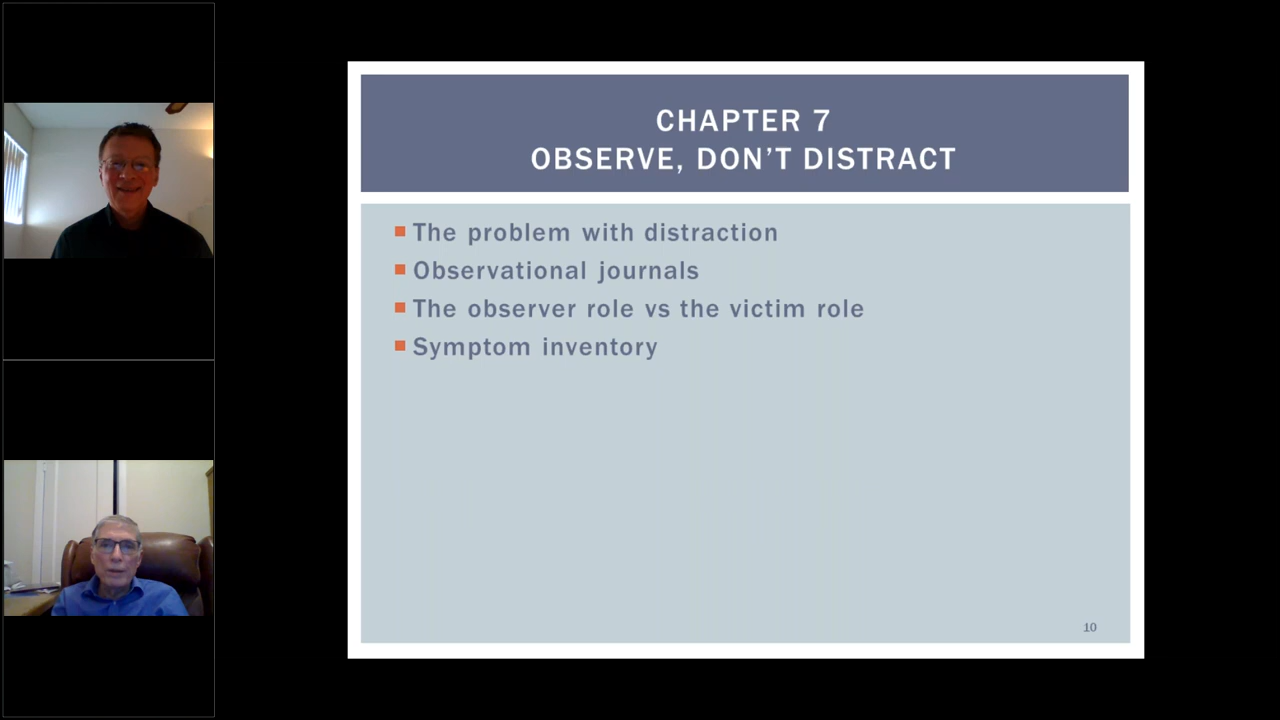 CHAPTER 7
OBSERVE, DON’T DISTRACT
The problem with distraction
Observational journals
The observer role vs the victim role
Symptom inventory
10